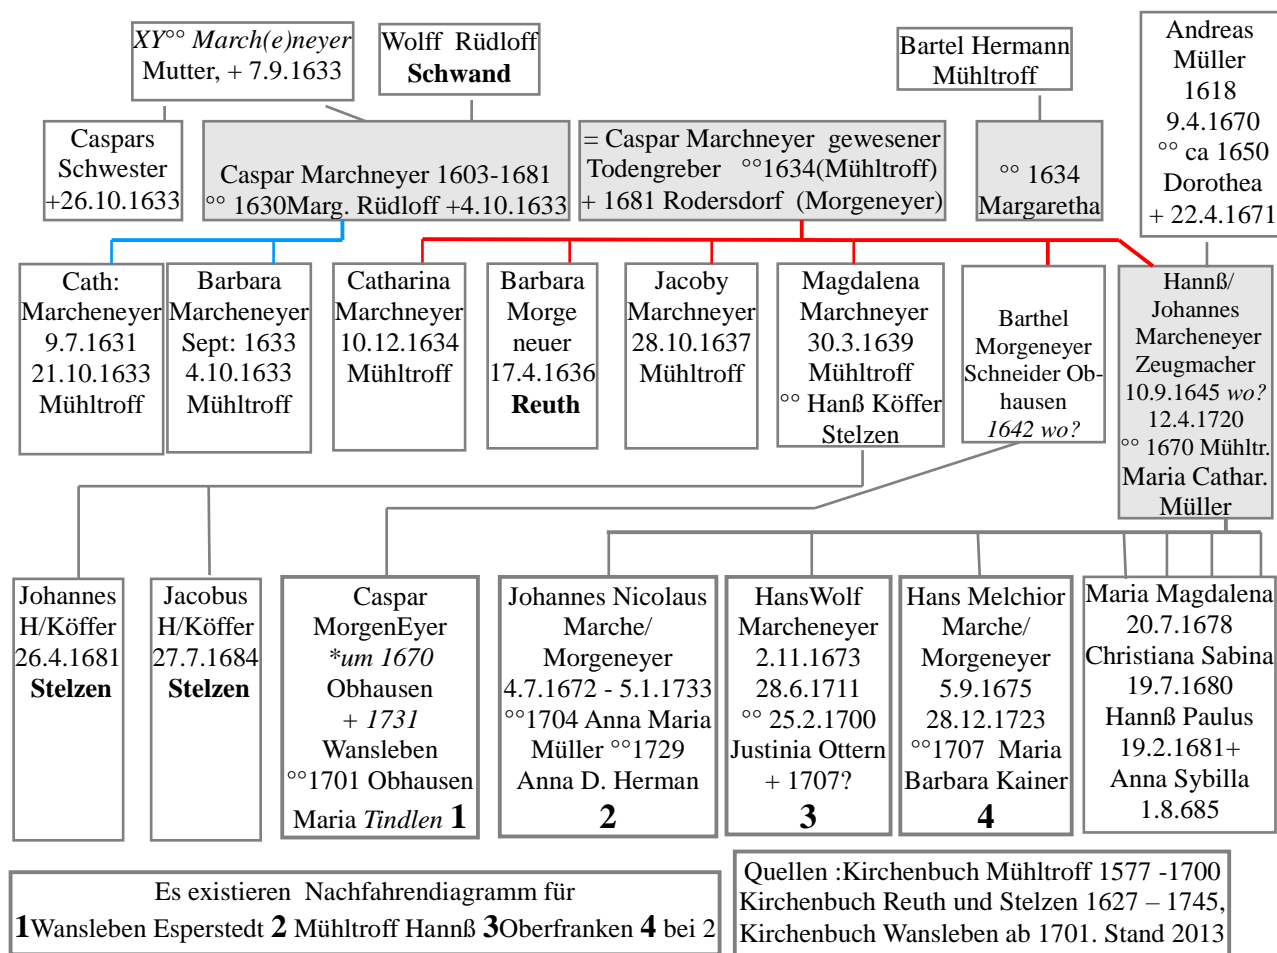 XY°° March(e)neyer
Mutter, + 7.9.1633
Wolff Rüdloff
Schwand
Bartel Hermann
Mühltroff
Andreas
Müller
1618
9.4.1670
°° ca 1650
Dorothea
+ 22.4.1671
Caspars
Schwester
+26.10.1633
Caspar Marchneyer 1603-1681
°° 1630Marg. Rüdloff +4.10.1633
= Caspar Marchneyer gewesener
Todengreber °°1634(Mühltroff)
+ 1681 Rodersdorf (Morgeneyer)
°° 1634
Margaretha
Cath:
Marcheneyer
9.7.1631
21.10.1633
Mühltroff
Barbara
Marcheneyer
Sept: 1633
4.10.1633
Mühltroff
Catharina
Marchneyer
10.12.1634
Mühltroff
Barbara
Morge
neuer
17.4.1636
Reuth
Jacoby
Marchneyer
28.10.1637
Mühltroff
Magdalena
Marchneyer
30.3.1639
Mühltroff
°° Hanß Köffer
Stelzen
Barthel
Morgeneyer
Schneider Ob-
hausen
1642 wo?
Hannß/
Johannes
Marcheneyer
Zeugmacher
10.9.1645 wo?
12.4.1720
°° 1670 Mühltr.
Maria Cathar.
Müller
Johannes
H/Köffer
26.4.1681
Stelzen
Jacobus
H/Köffer
27.7.1684
Stelzen
Caspar
MorgenEyer
*um 1670
Obhausen
+ 1731
Wansleben
°°1701 Obhausen
Maria Tindlen 1
Johannes Nicolaus
Marche/
Morgeneyer
4.7.1672 - 5.1.1733
°°1704 Anna Maria
Müller °°1729
Anna D. Herman
2
HansWolf
Marcheneyer
2.11.1673
28.6.1711
°° 25.2.1700
Justinia Ottern
+ 1707?
3
Hans Melchior
Marche/
Morgeneyer
5.9.1675
28.12.1723
°°1707 Maria
Barbara Kainer
4
Maria Magdalena
20.7.1678
Christiana Sabina
19.7.1680
Hannß Paulus
19.2.1681+
Anna Sybilla
1.8.685
Es existieren Nachfahrendiagramm für
1Wansleben Esperstedt 2 Mühltroff Hannß 3Oberfranken 4 bei 2
Quellen :Kirchenbuch Mühltroff 1577 -1700
Kirchenbuch Reuth und Stelzen 1627 – 1745,
Kirchenbuch Wansleben ab 1701. Stand 2013